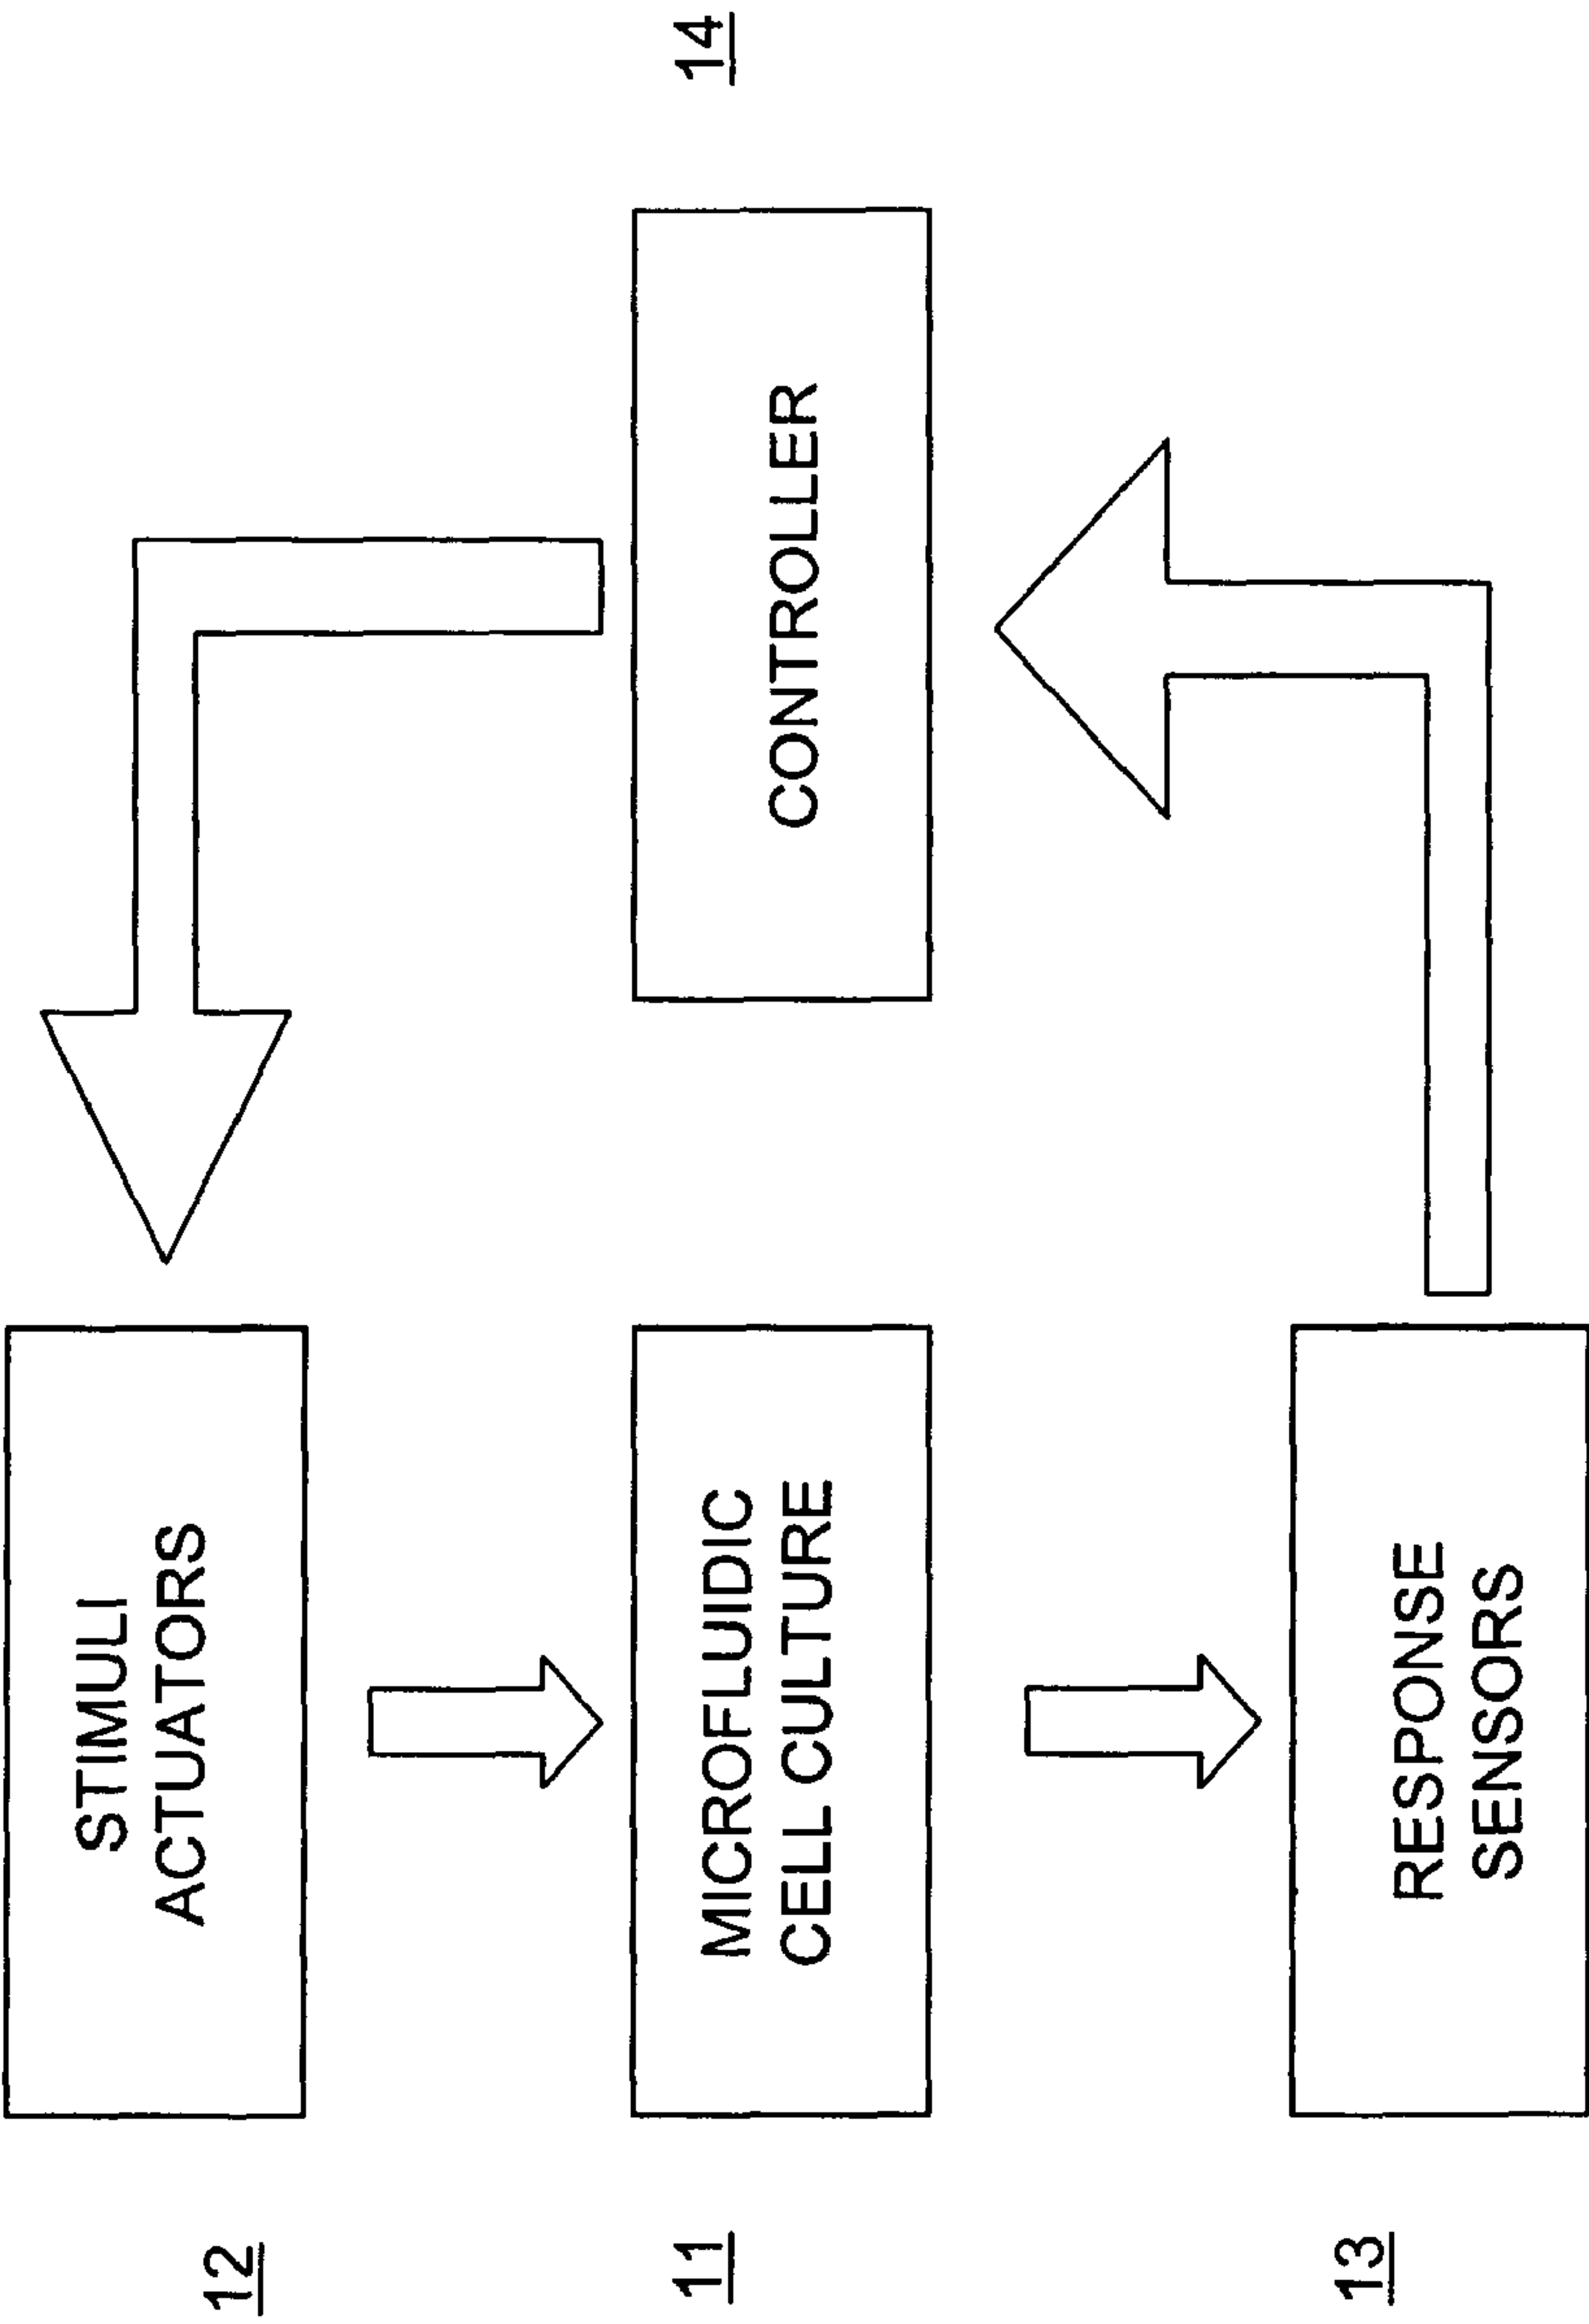 12
STIMULI
ACTUATORS
11
MICROFLUIDIC
CELL CULTURE
CONTROLLER
14
13
RESPONSE
SENSORS